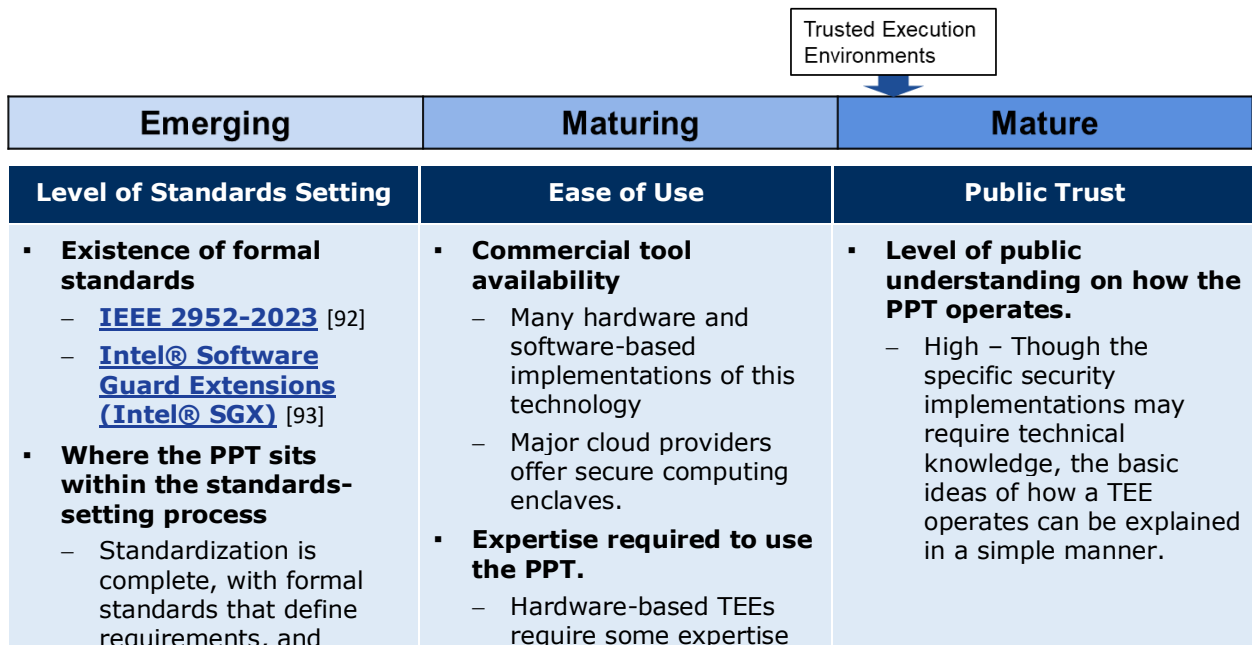 Trusted Execution
Environments
Emerging
Maturing
Mature
Level of Standards Setting
Ease of Use
Public Trust
▪ Existence of formal
standards
– IEEE 2952-2023 [92]
– Intel® Software
Guard Extensions
(Intel® SGX) [93]
▪ Where the PPT sits
within the standards-
setting process
– Standardization is
complete, with formal
standards that define
requirements, and
▪ Commercial tool
availability
– Many hardware and
software-based
implementations of this
technology
– Major cloud providers
offer secure computing
enclaves.
▪ Expertise required to use
the PPT.
– Hardware-based TEEs
require some expertise
▪ Level of public
understanding on how the
PPT operates.
– High – Though the
specific security
implementations may
require technical
knowledge, the basic
ideas of how a TEE
operates can be explained
in a simple manner.